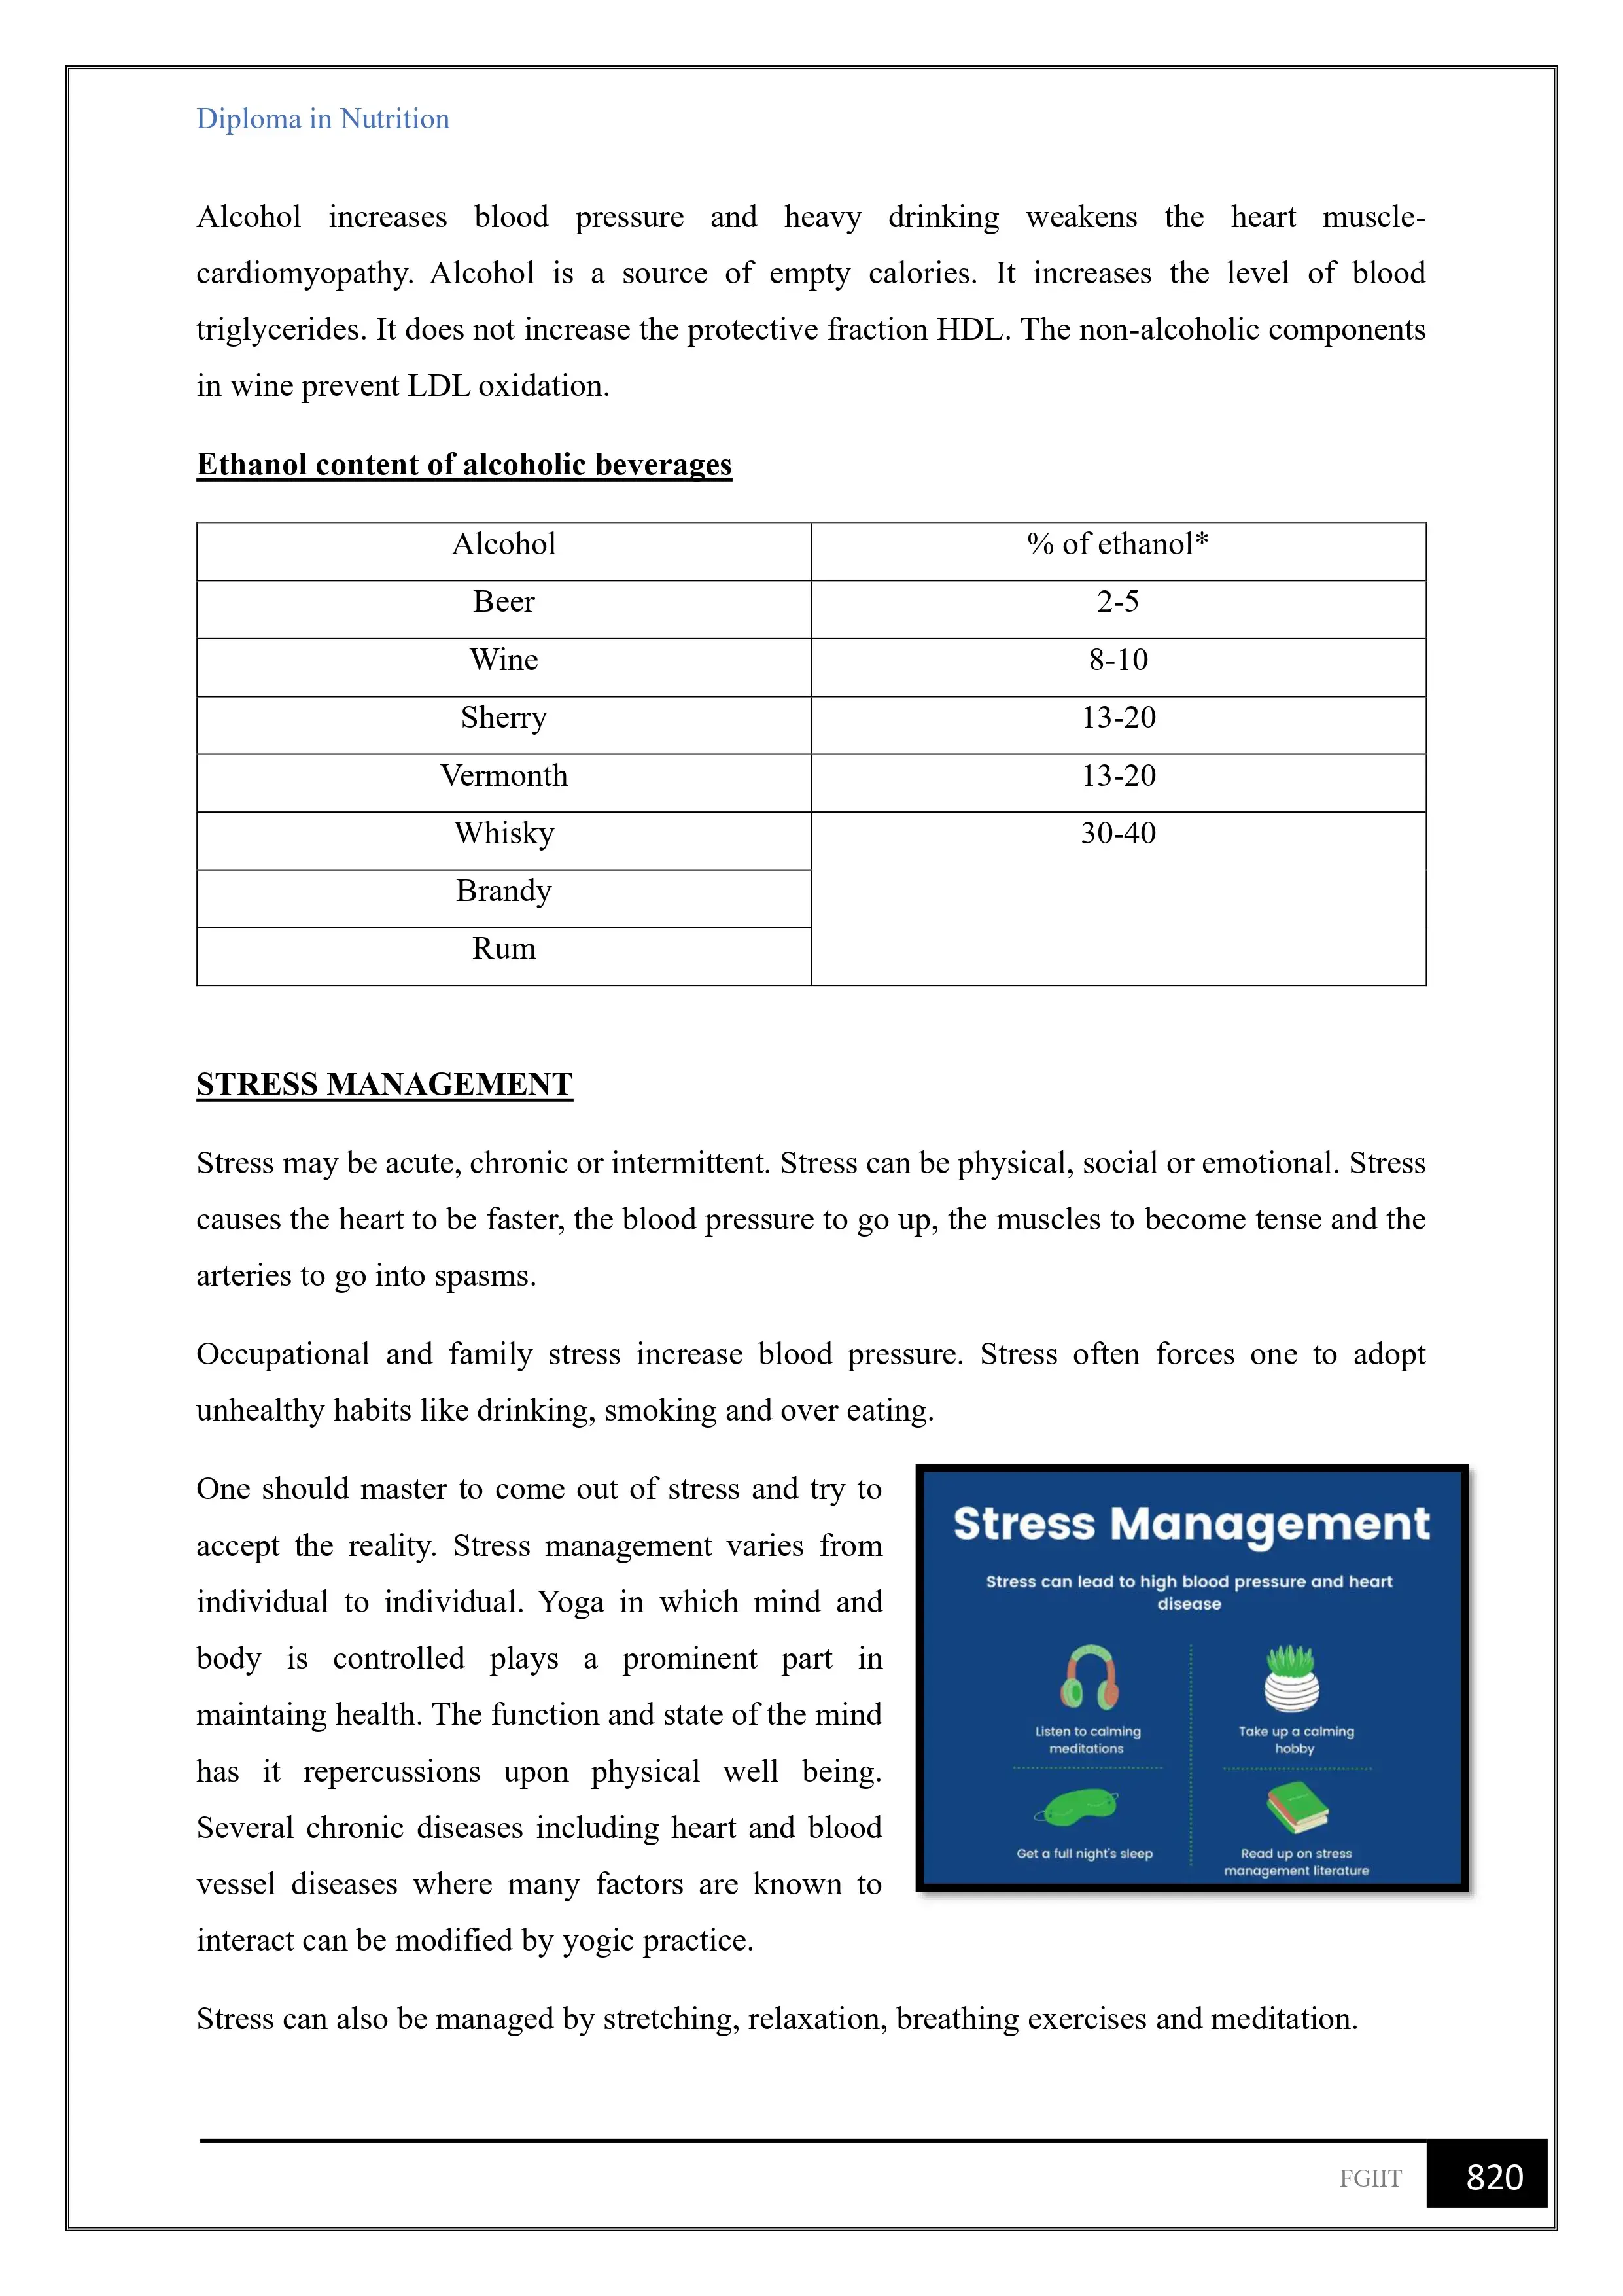 Diploma in Nutrition
Alcohol increases blood pressure and heavy drinking weakens the heart muscle-
cardiomyopathy. Alcohol is a source of empty calories. It increases the level of blood
triglycerides. It does not increase the protective fraction HDL. The non-alcoholic components
in wine prevent LDL oxidation.
Ethanol content of alcoholic beverages
Alcohol % of ethanol*
Beer 2-5
Wine 8-10
Sherry 13-20
Vermonth 13-20
Whisky 30-40
Brandy
Rum
STRESS MANAGEMENT
Stress may be acute, chronic or intermittent. Stress can be physical, social or emotional. Stress
causes the heart to be faster, the blood pressure to go up, the muscles to become tense and the
arteries to go into spasms.
Occupational and family stress increase blood pressure. Stress often forces one to adopt
unhealthy habits like drinking, smoking and over eating.
One should master to come out of stress and try to
accept the reality. Stress management varies from
individual to individual. Yoga in which mind and
body is controlled plays a prominent part in
maintaing health. The function and state of the mind
has it repercussions upon physical well being.
Several chronic diseases including heart and blood
vessel diseases where many factors are known to
interact can be modified by yogic practice.
Stress Management
Stress can lead to high blood pressure and heart
disease
Listen to calming
meditations
Take up a calming
hobby
Get a full night's sleep
Read up on stress
management literature
Stress can also be managed by stretching, relaxation, breathing exercises and meditation.
FGIIT 820